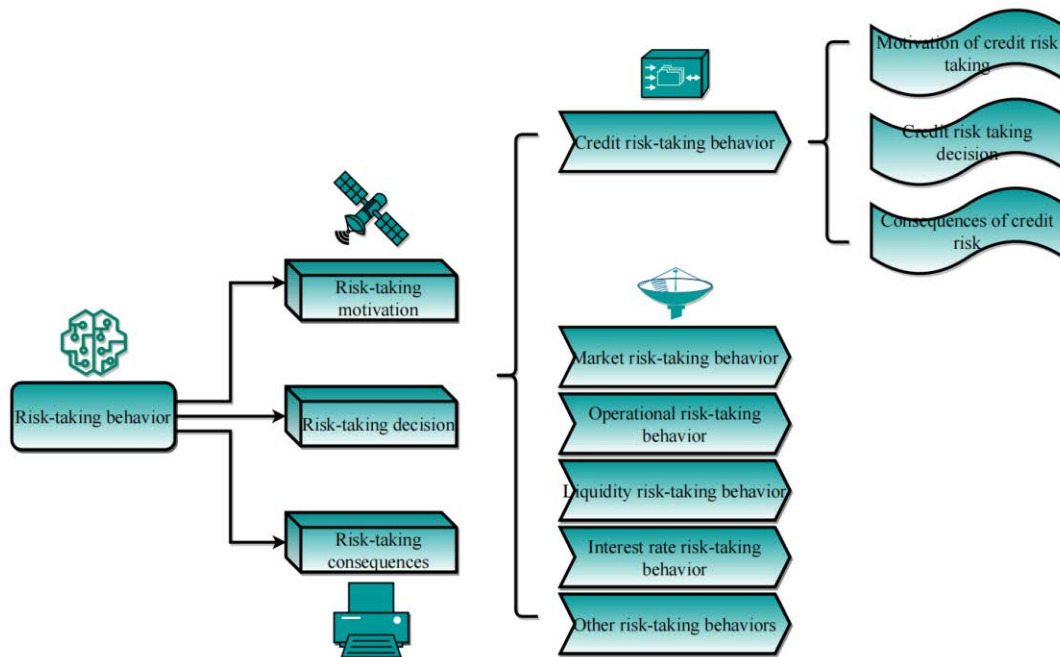 Risk-taking behavior
Risk-taking
motivation
Risk-taking decision
Risk-taking
consequences
Credit risk-taking behavior
Market risk-taking behavior
Operational risk-taking
behavior
Liquidity risk-taking behavior
Interest rate risk-taking
behavior
Other risk-taking behaviors
Motivation of credit risk
taking
Credit risk taking
decision
Consequences of credit
risk